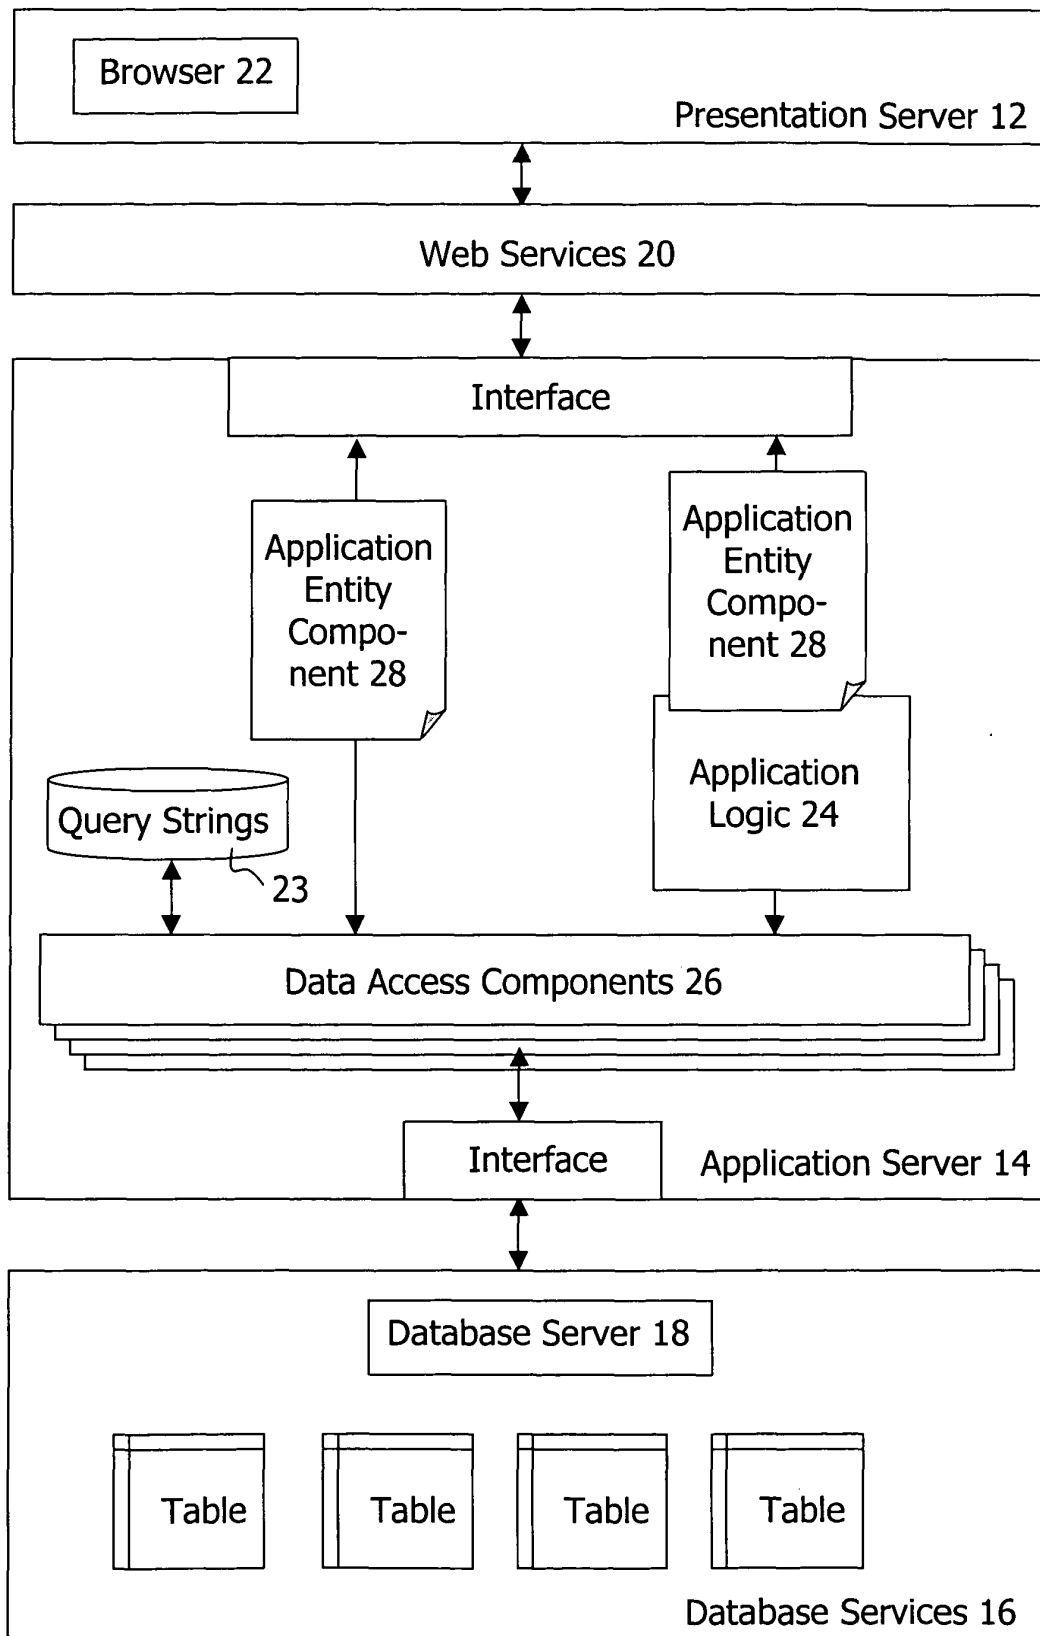 Browser 22
Presentation Server 12
Web Services 20
Interface
Application
Entity
Compo-
nent 28
Application
Entity
Compo-
nent 28
Application
Logic 24
Query Strings
23
Data Access Components 26
Interface
Application Server 14
Database Server 18
Table
Table
Table
Table
Database Services 16